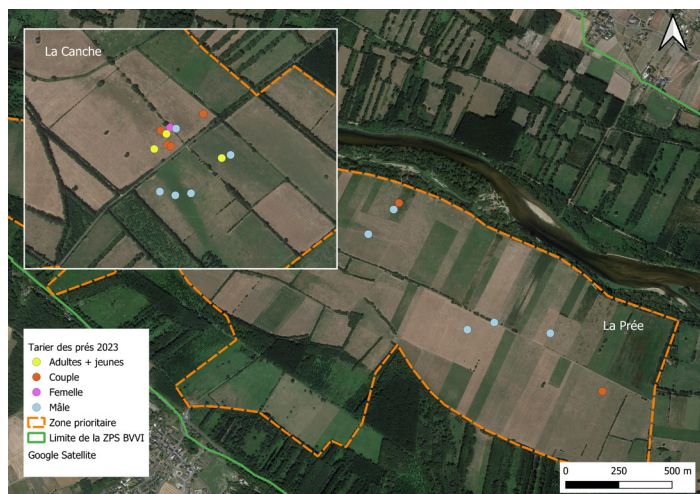 La Canche
La Prée
Tarier des prés 2023
Adultes + jeunes
Couple
Femelle
Mâle
Zone prioritaire
Limite de la ZPS BVVI
Google Satellite
0 250 500 m